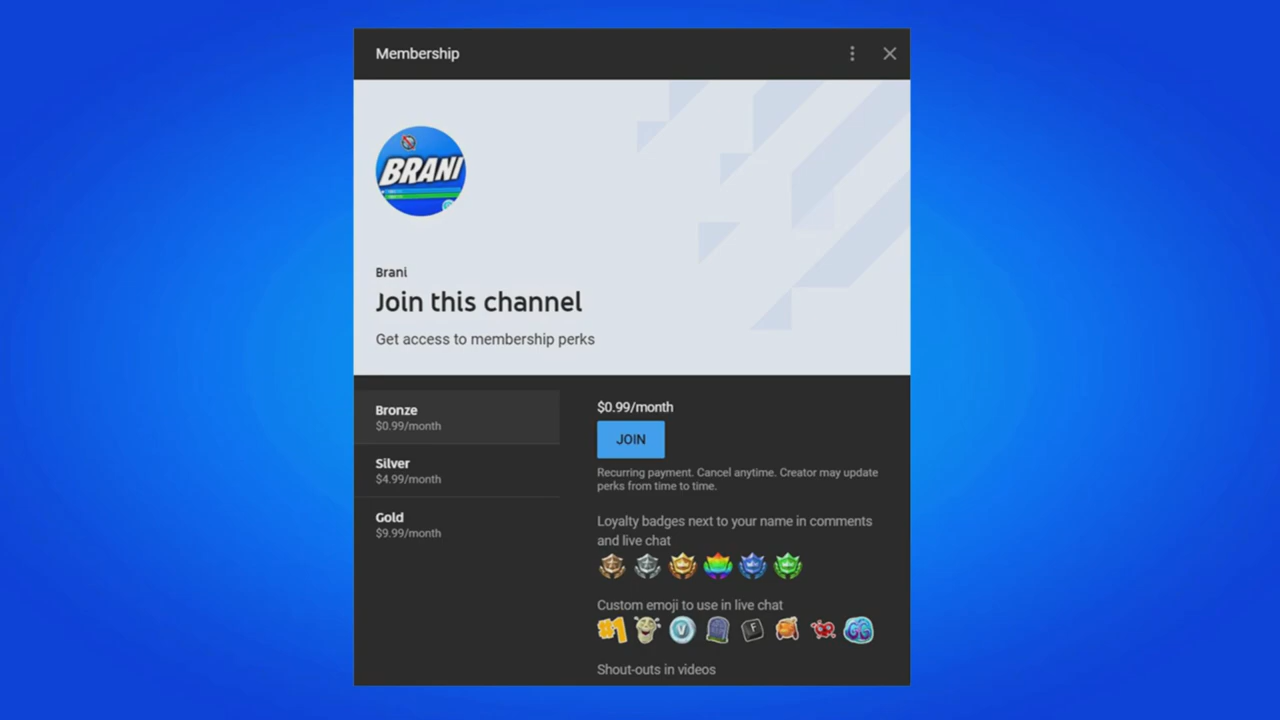 Membership
BRANI
Brani
Join this channel
Get access to membership perks
Bronze
$0.99/month
Silver
$4.99/month
Gold
$9.99/month
$0.99/month
JOIN
Recurring payment. Cancel anytime. Creator may update
perks from time to time.
Loyalty badges next to your name in comments
and live chat
Custom emoji to use in live chat
#1
V
F
GG
Shout-outs in videos